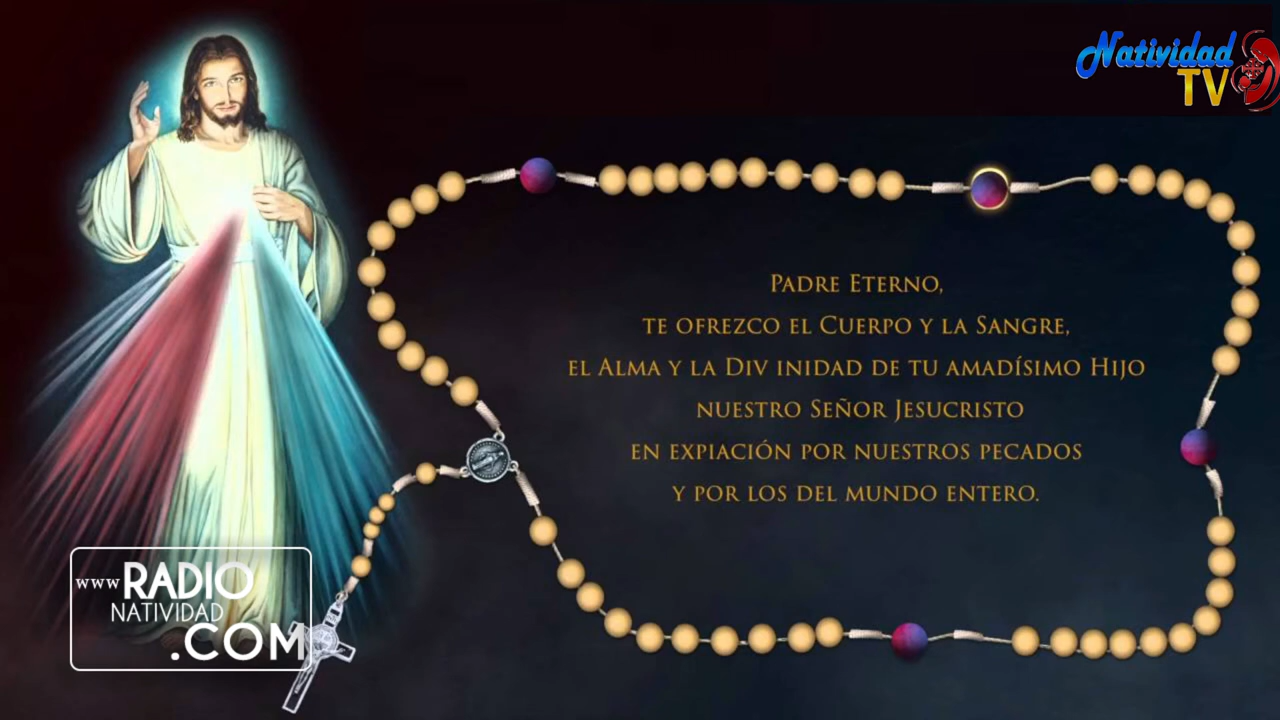 Natividad
TV
PADRE ETERNO,
TE OFREZCO EL CUERPO Y LA SANGRE,
EL ALMA Y LA DIV INIDAD DE TU AMADÍSIMO HIJO
NUESTRO SEÑOR JESUCRISTO
EN EXPIACIÓN POR NUESTROS PECADOS
Y POR LOS DEL MUNDO ENTERO.
www RADIO
NATIVIDAD
.COM